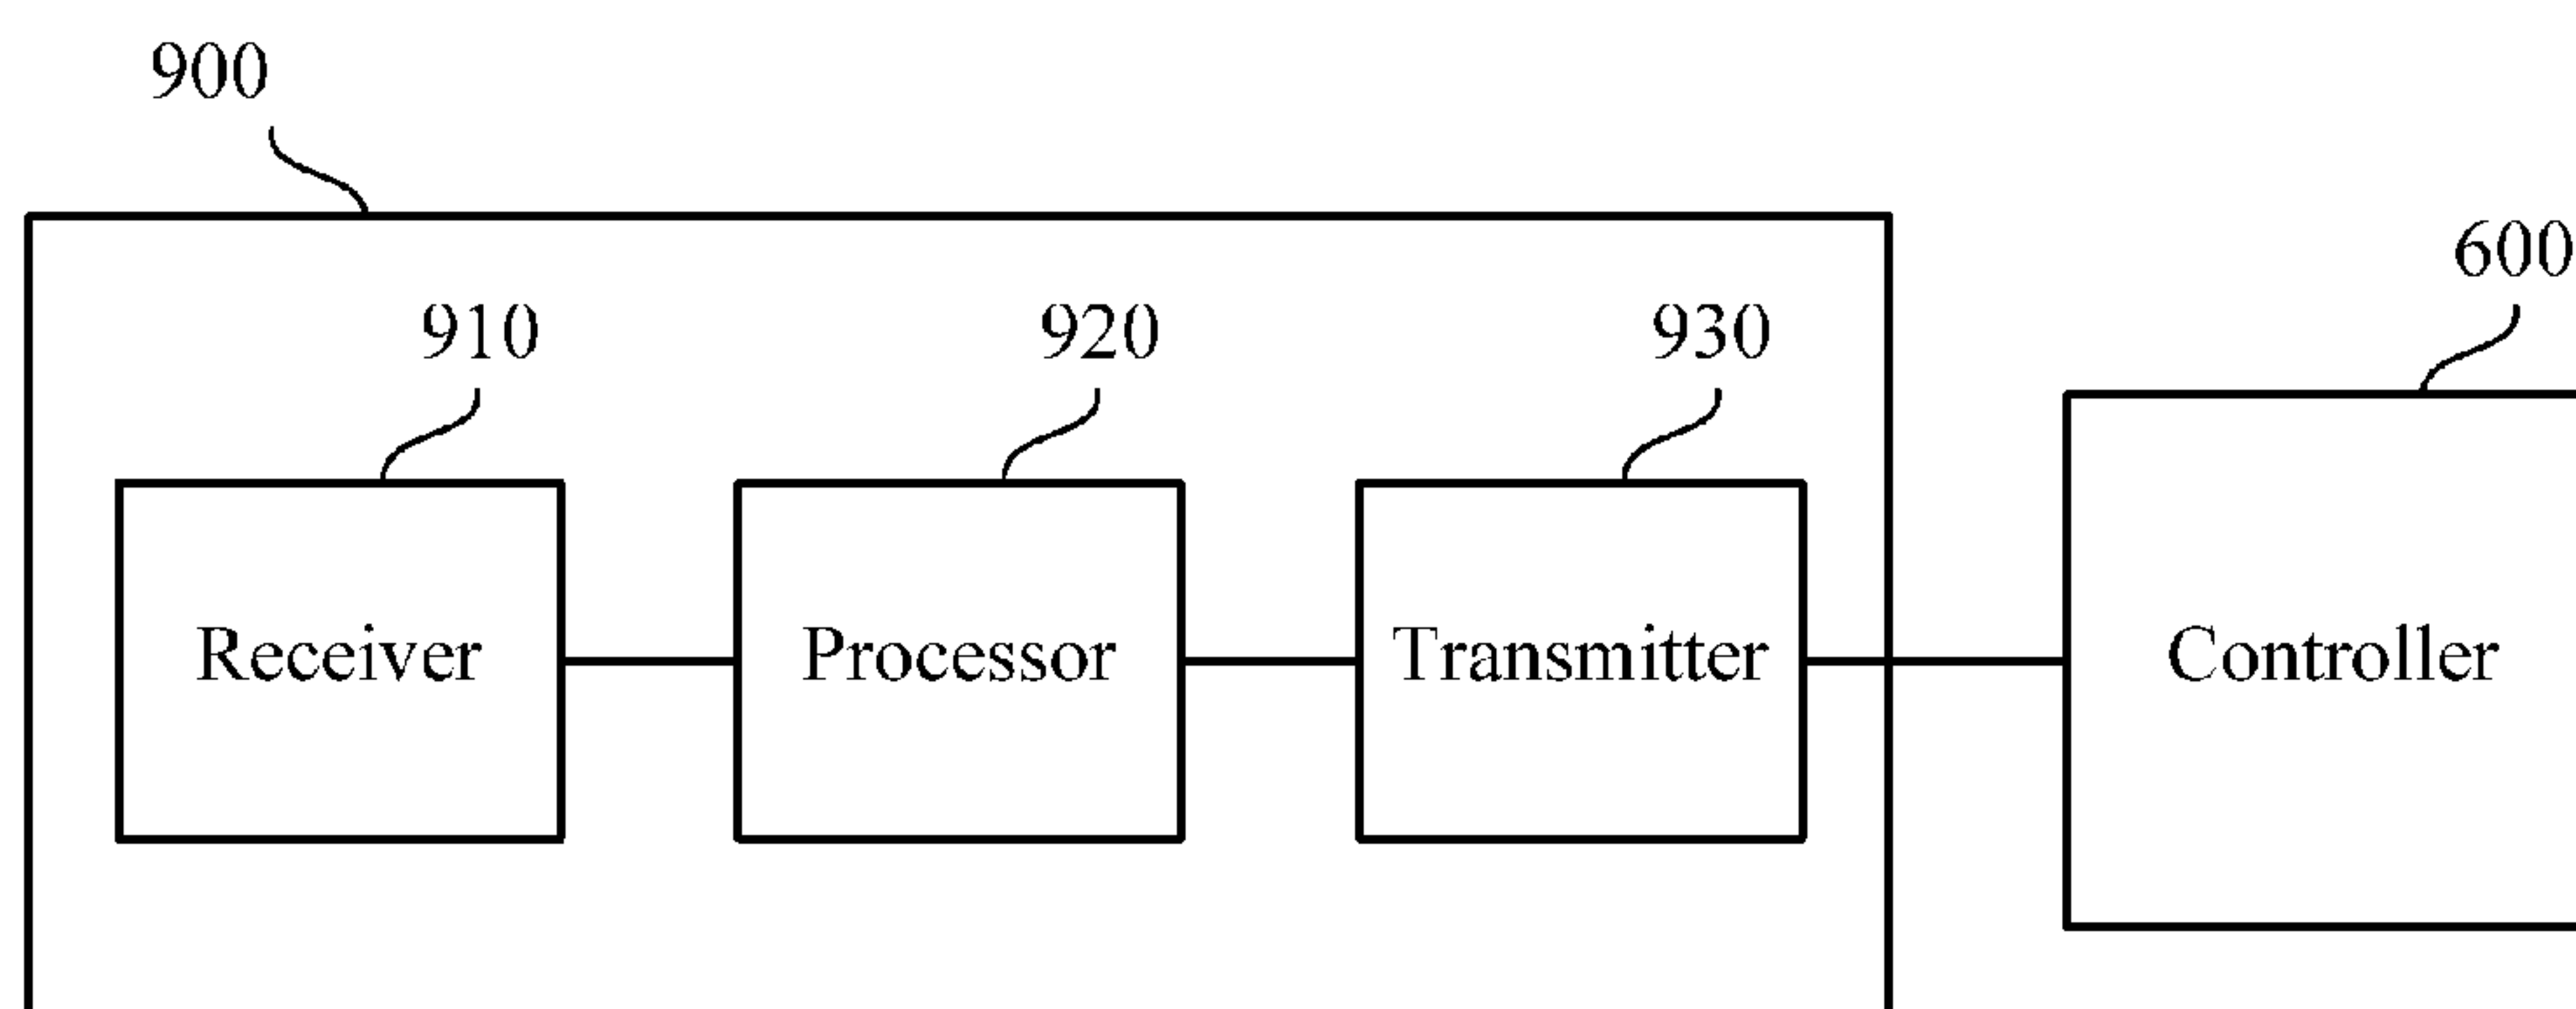 900
600
910
920
930
Receiver
Processor
Transmitter
Controller